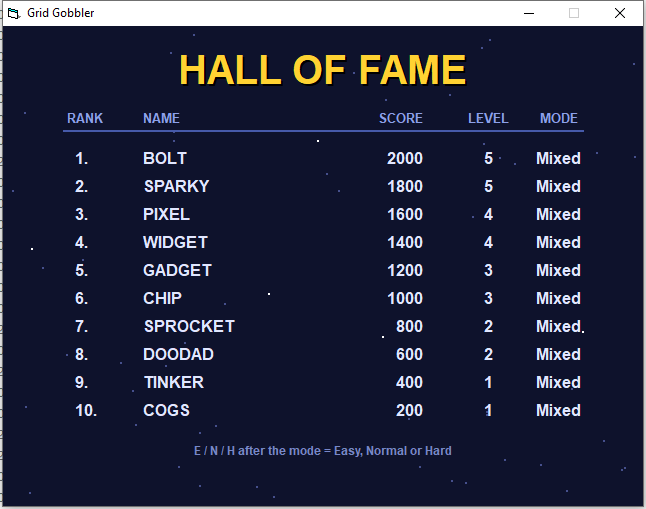 Grid Gobbler
HALL OF FAME
RANK NAME SCORE LEVEL MODE
1. BOLT 2000 5 Mixed
2. SPARKY 1800 5 Mixed
3. PIXEL 1600 4 Mixed
4. WIDGET 1400 4 Mixed
5. GADGET 1200 3 Mixed
6. CHIP 1000 3 Mixed
7. SPROCKET 800 2 Mixed
8. DOODAD 600 2 Mixed
9. TINKER 400 1 Mixed
10. COGS 200 1 Mixed
E / N / H after the mode = Easy, Normal or Hard